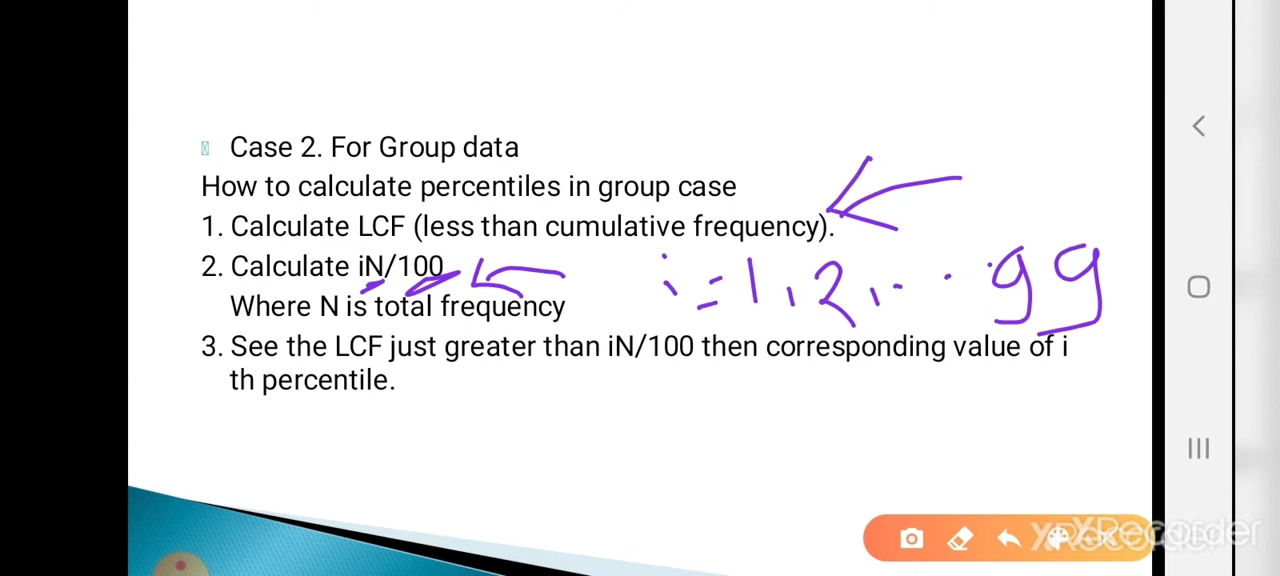 Case 2. For Group data
How to calculate percentiles in group case
1. Calculate LCF (less than cumulative frequency).
2. Calculate iN/100
i = 1, 2, .. . 99
Where N is total frequency
3. See the LCF just greater than iN/100 then corresponding value of i
th percentile.
XRecorder